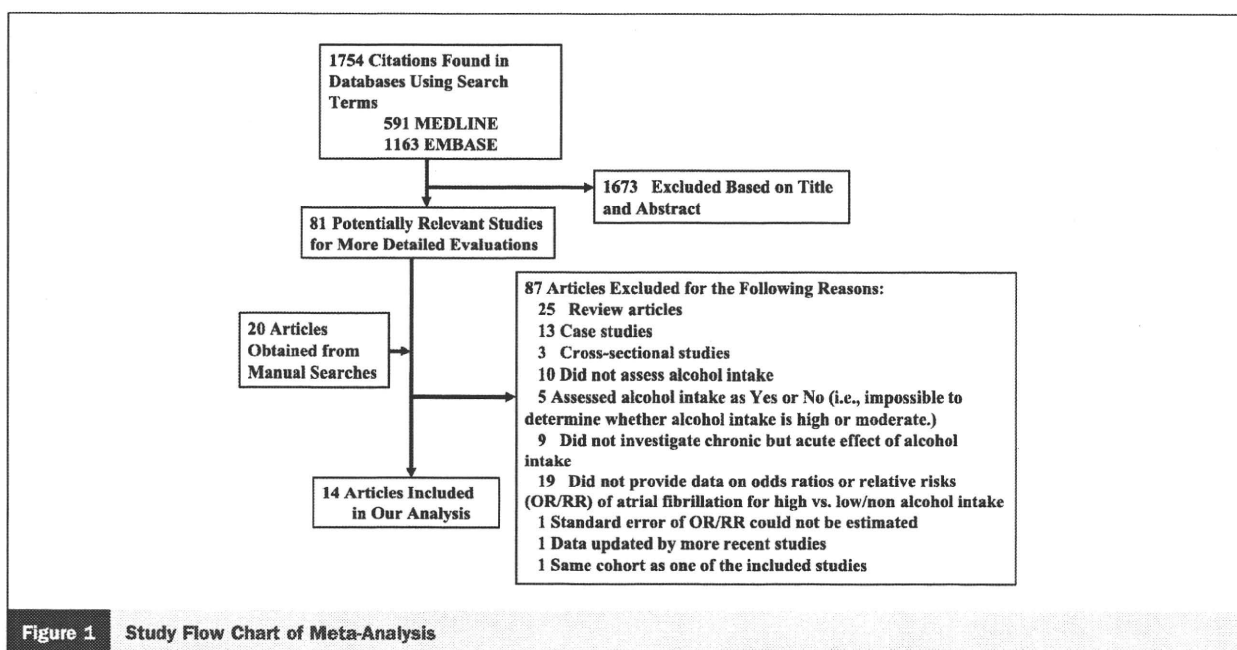 1754 Citations Found in
Databases Using Search
Terms
591 MEDLINE
1163 EMBASE
1673 Excluded Based on Title
and Abstract
81 Potentially Relevant Studies
for More Detailed Evaluations
20 Articles
Obtained from
Manual Searches
87 Articles Excluded for the Following Reasons:
25 Review articles
13 Case studies
3 Cross-sectional studies
10 Did not assess alcohol intake
5 Assessed alcohol intake as Yes or No (i.e., impossible to
determine whether alcohol intake is high or moderate.)
9 Did not investigate chronic but acute effect of alcohol
intake
19 Did not provide data on odds ratios or relative risks
(OR/RR) of atrial fibrillation for high vs. low/non alcohol intake
1 Standard error of OR/RR could not be estimated
1 Data updated by more recent studies
1 Same cohort as one of the included studies
14 Articles Included
in Our Analysis
Figure 1 Study Flow Chart of Meta-Analysis